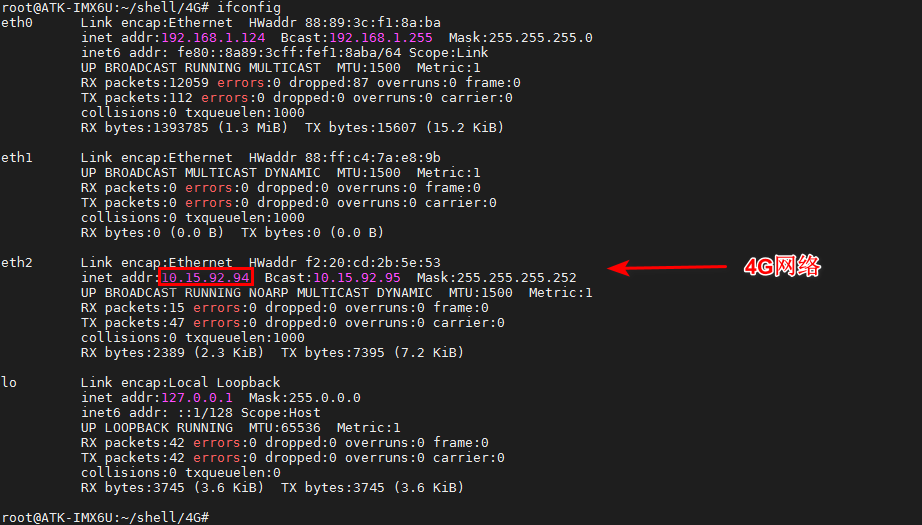 root@ATK-IMX6U:~/shell/4G# ifconfig
eth0      Link encap:Ethernet  HWaddr 88:89:3c:f1:8a:ba
          inet addr:192.168.1.124  Bcast:192.168.1.255  Mask:255.255.255.0
          inet6 addr: fe80::8a89:3cff:fef1:8aba/64 Scope:Link
          UP BROADCAST RUNNING MULTICAST  MTU:1500  Metric:1
          RX packets:12059 errors:0 dropped:87 overruns:0 frame:0
          TX packets:112 errors:0 dropped:0 overruns:0 carrier:0
          collisions:0 txqueuelen:1000
          RX bytes:1393785 (1.3 MiB)  TX bytes:15607 (15.2 KiB)
eth1      Link encap:Ethernet  HWaddr 88:ff:c4:7a:e8:9b
          UP BROADCAST MULTICAST DYNAMIC  MTU:1500  Metric:1
          RX packets:0 errors:0 dropped:0 overruns:0 frame:0
          TX packets:0 errors:0 dropped:0 overruns:0 carrier:0
          collisions:0 txqueuelen:1000
          RX bytes:0 (0.0 B)  TX bytes:0 (0.0 B)
eth2      Link encap:Ethernet  HWaddr f2:20:cd:2b:5e:53
4G网络
          inet addr:10.15.92.94  Bcast:10.15.92.95  Mask:255.255.255.252
          UP BROADCAST RUNNING NOARP MULTICAST DYNAMIC  MTU:1500  Metric:1
          RX packets:15 errors:0 dropped:0 overruns:0 frame:0
          TX packets:47 errors:0 dropped:0 overruns:0 carrier:0
          collisions:0 txqueuelen:1000
          RX bytes:2389 (2.3 KiB)  TX bytes:7395 (7.2 KiB)
lo        Link encap:Local Loopback
          inet addr:127.0.0.1  Mask:255.0.0.0
          inet6 addr: ::1/128 Scope:Host
          UP LOOPBACK RUNNING  MTU:65536  Metric:1
          RX packets:42 errors:0 dropped:0 overruns:0 frame:0
          TX packets:42 errors:0 dropped:0 overruns:0 carrier:0
          collisions:0 txqueuelen:0
          RX bytes:3745 (3.6 KiB)  TX bytes:3745 (3.6 KiB)
root@ATK-IMX6U:~/shell/4G#